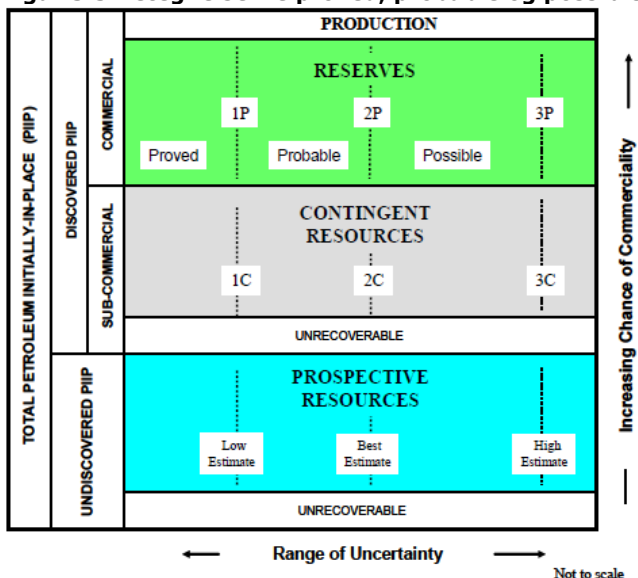 PRODUCTION
RESERVES
1P
2P
3P
Proved
Probable
Possible
CONTINGENT
RESOURCES
1C
2C
3C
UNRECOVERABLE
PROSPECTIVE
RESOURCES
Low
Estimate
Best
Estimate
High
Estimate
UNRECOVERABLE
TOTAL PETROLEUM INITIALLY-IN-PLACE (PIIP)
DISCOVERED PIIP
UNDISCOVERED PIIP
COMMERCIAL
SUB-COMMERCIAL
Increasing Chance of Commerciality
Range of Uncertainty
Not to scale